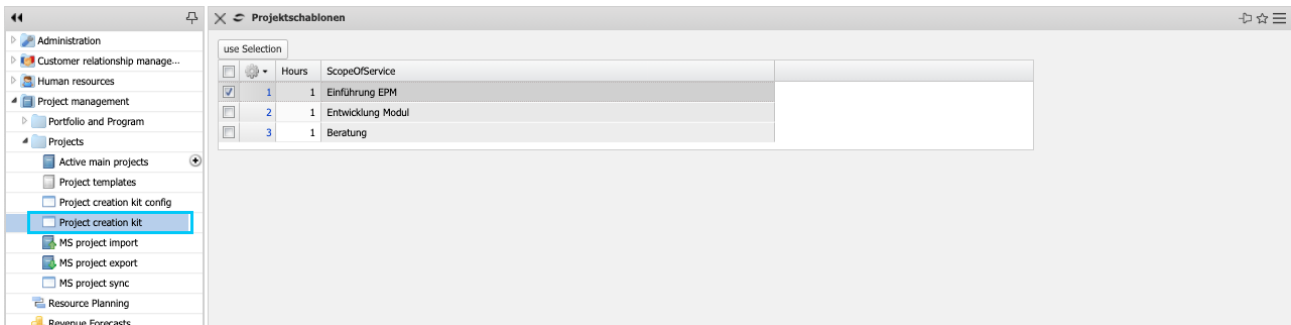 Projektschablonen
Administration
Customer relationship manage...
Human resources
Project management
Portfolio and Program
Projects
Active main projects
Project templates
Project creation kit config
Project creation kit
MS project import
MS project export
MS project sync
Resource Planning
Revenue Forecasts
use Selection
Hours ScopeOfService
1 1 Einführung EPM
2 1 Entwicklung Modul
3 1 Beratung